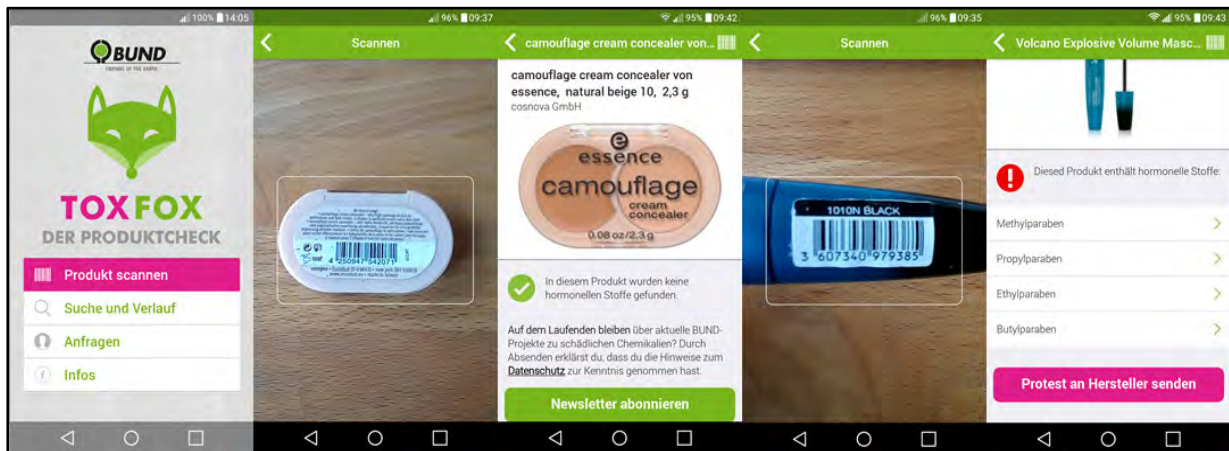 100% 14:05
BUND
FRIENDS OF THE EARTH
TOXFOX
DER PRODUKTCHECK
Produkt scannen
Suche und Verlauf
Anfragen
Infos
96% 09:37
Scannen
4 250947 542071
95% 09:42
camouflage cream concealer von...
camouflage cream concealer von
essence, natural beige 10, 2,3 g
cosnova GmbH
essence
camouflage
cream
concealer
0.08 oz/2.3 g
In diesem Produkt wurden keine
hormonellen Stoffe gefunden.
Auf dem Laufenden bleiben über aktuelle BUND-
Projekte zu schädlichen Chemikalien? Durch
Absenden erklärst du, dass du die Hinweise zum
Datenschutz zur Kenntnis genommen hast.
Newsletter abonnieren
96% 09:35
Scannen
1010N BLACK
3 607340 979385
95% 09:43
Volcano Explosive Volume Masc...
Diesed Produkt enthält hormonelle Stoffe:
Methylparaben
Propylparaben
Ethylparaben
Butylparaben
Protest an Hersteller senden